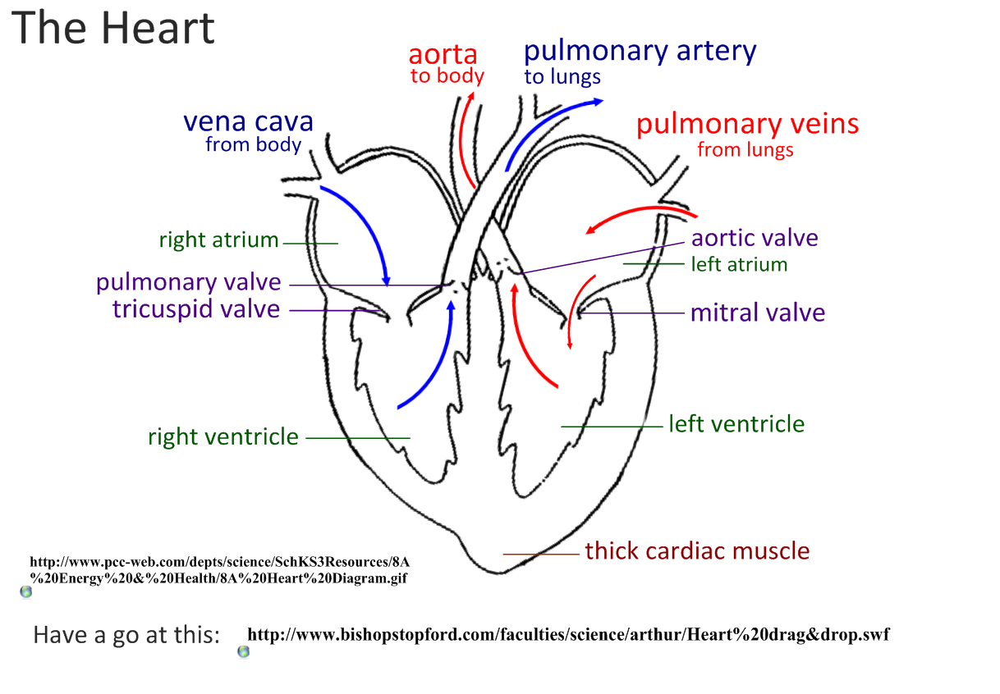 The Heart
aorta
to body
pulmonary artery
to lungs
vena cava
from body
pulmonary veins
from lungs
right atrium
aortic valve
left atrium
pulmonary valve
tricuspid valve
mitral valve
right ventricle
left ventricle
thick cardiac muscle
http://www.pcc-web.com/depts/science/SchKS3Resources/8A
%20Energy%20&%20Health/8A%20Heart%20Diagram.gif
Have a go at this: http://www.bishopstopford.com/faculties/science/arthur/Heart%20drag&drop.swf